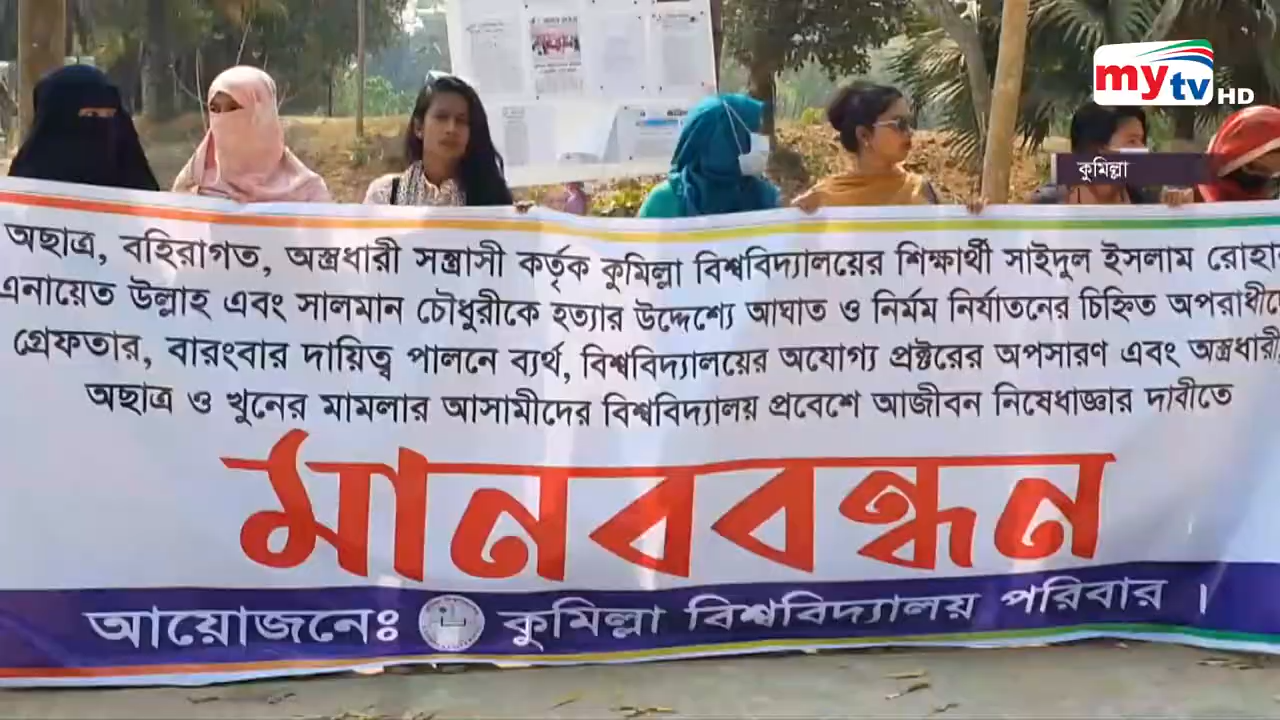 mytv HD
কুমিল্লা
অছাত্র, বহিরাগত, অস্ত্রধারী সন্ত্রাসী কর্তৃক কুমিল্লা বিশ্ববিদ্যালয়ের শিক্ষার্থী সাইদুল ইসলাম
এনায়েত উল্লাহ এবং সালমান চৌধুরীকে হত্যার উদ্দেশ্যে আঘাত ও নির্মম নির্যাতনের চিহ্নিত
গ্রেফতার, বারংবার দায়িত্ব পালনে ব্যর্থ, বিশ্ববিদ্যালয়ের অযোগ্য প্রক্টরের অপসারণ এবং অস্ত্রধারী
অছাত্র ও খুনের মামলার আসামীদের বিশ্ববিদ্যালয় প্রবেশে আজীবন নিষেধাজ্ঞার দাবীতে
মানববন্ধন
আয়োজনেঃ কুমিল্লা বিশ্ববিদ্যালয় পরিবার ।